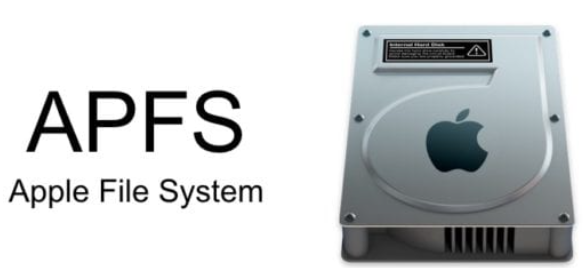 APFS
Apple File System
Internal Hard Disk